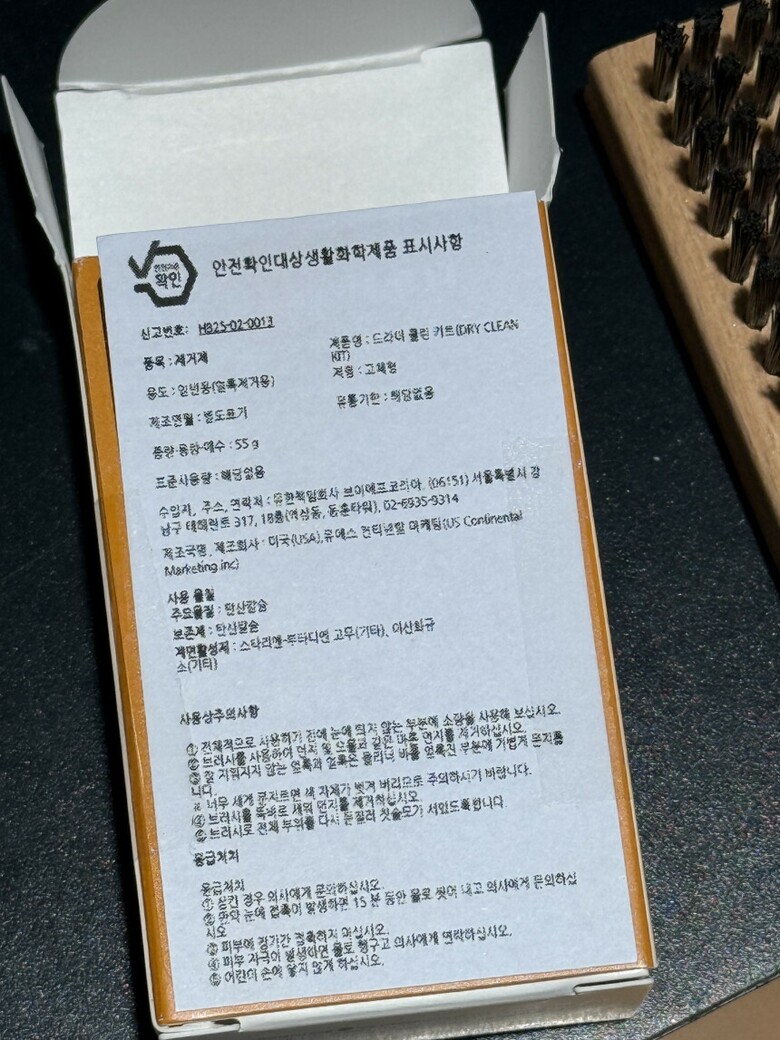 안전기준
확인
안전확인대상생활화학제품 표시사항
신고번호: HB25-02-0013
제품명 : 드라이 클린 키트(DRY CLEAN
KIT)
품목 : 제거제
제형 : 고체형
용도 : 일반용(얼룩제거용)
유통기한 : 해당없음
제조연월 : 별도표기
중량·용량·매수 : 55 g
표준사용량 : 해당없음
수입자, 주소, 연락처 : 유한책임회사 브이에프코리아, (06151) 서울특별시 강
남구 테헤란로 317, 18층(역삼동, 동훈타워), 02-6935-9314
제조국명, 제조회사 : 미국(USA),유에스 컨티넨탈 마케팅(US Continental
Marketing.inc)
사용 물질
주요물질 : 탄산칼슘
보존제 : 탄산칼슘
계면활성제 : 스타리엔-부타디엔 고무(기타), 이산화규
소(기타)
사용상주의사항
① 전체적으로 사용하기 전에 눈에 띄지 않는 부분에 소량을 사용해 보십시오.
② 브러시를 사용하여 먼지 및 오물과 같은 마른 먼지를 제거하십시오.
③ 잘 지워지지 않는 얼룩과 얼룩은 블리니 바를 얼룩진 부분에 가볍게 문지릅
니다.
※ 너무 세게 문지르면 색 자체가 벗겨 버리므로 주의하시기 바랍니다.
④ 브러시를 똑바로 세워 먼지를 제거하십시오.
⑤ 브러시로 전체 부위를 다시 문질러 칫솔모가 서있도록합니다.
응급처치
응급처치
① 삼킨 경우 의사에게 문의하십시오.
② 만약 눈에 접촉이 발생하면 15분 동안 물로 씻어 내고 의사에게 문의하십
시오
③ 피부에 장기간 접촉하지 마십시오.
④ 피부 자극이 발생하면 물로 헹구고 의사에게 연락하십시오.
⑤ 어린이 손에 닿지 않게 하십시오.